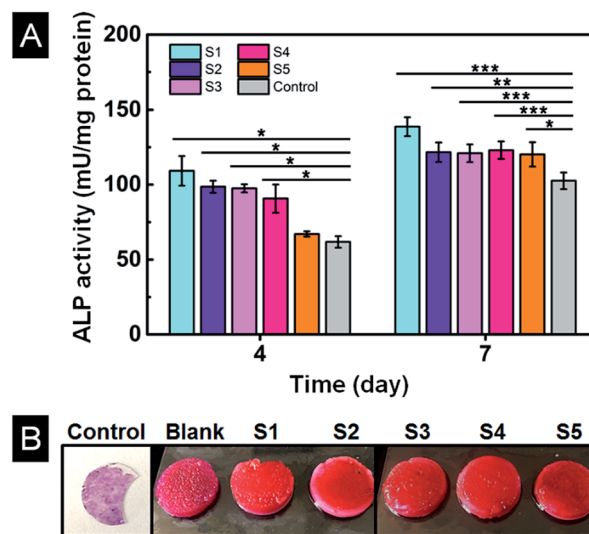 A
ALP activity (mU/mg protein)
200
150
100
50
0
S1 S4
S2 S5
S3 Control
*
*
*
*
***
**
***
***
*
4 7
Time (day)
B
Control Blank S1 S2 S3 S4 S5